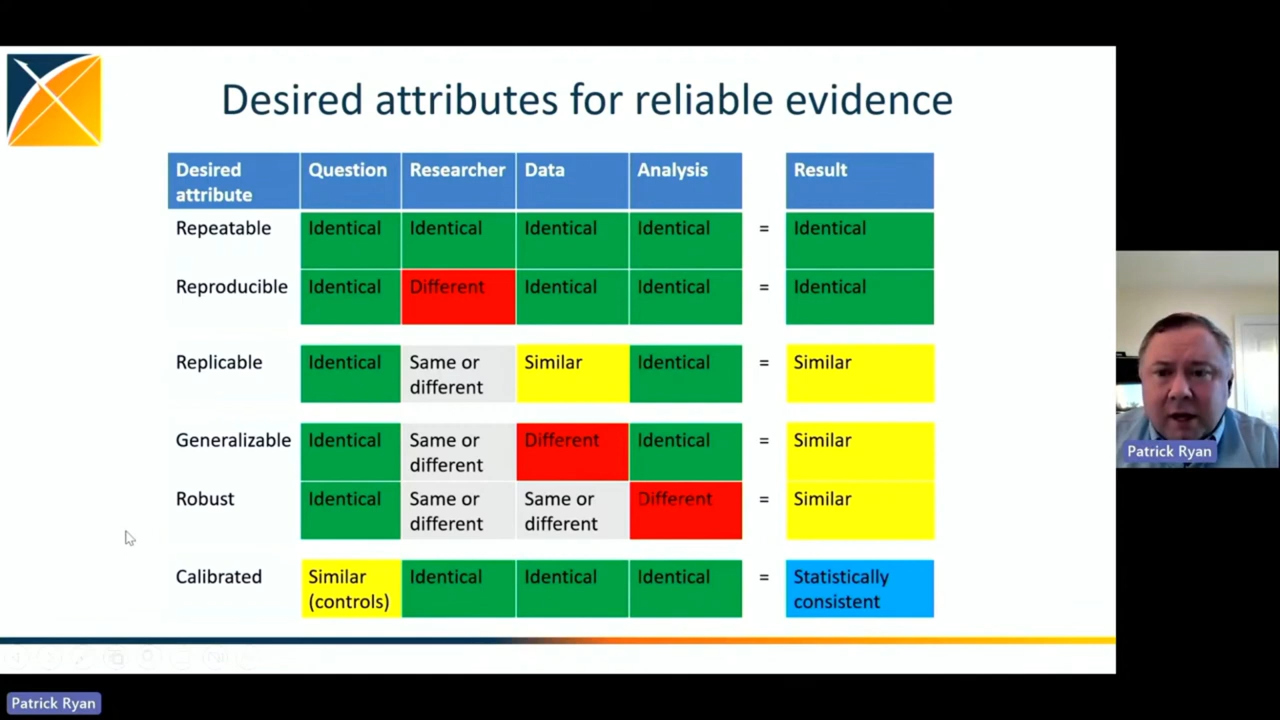 Desired attributes for reliable evidence
Desired attribute Question Researcher Data Analysis Result
Repeatable Identical Identical Identical Identical = Identical
Reproducible Identical Different Identical Identical = Identical
Replicable Identical Same or different Similar Identical = Similar
Generalizable Identical Same or different Different Identical = Similar
Robust Identical Same or different Same or different Different = Similar
Calibrated Similar (controls) Identical Identical Identical = Statistically consistent
Patrick Ryan
Patrick Ryan